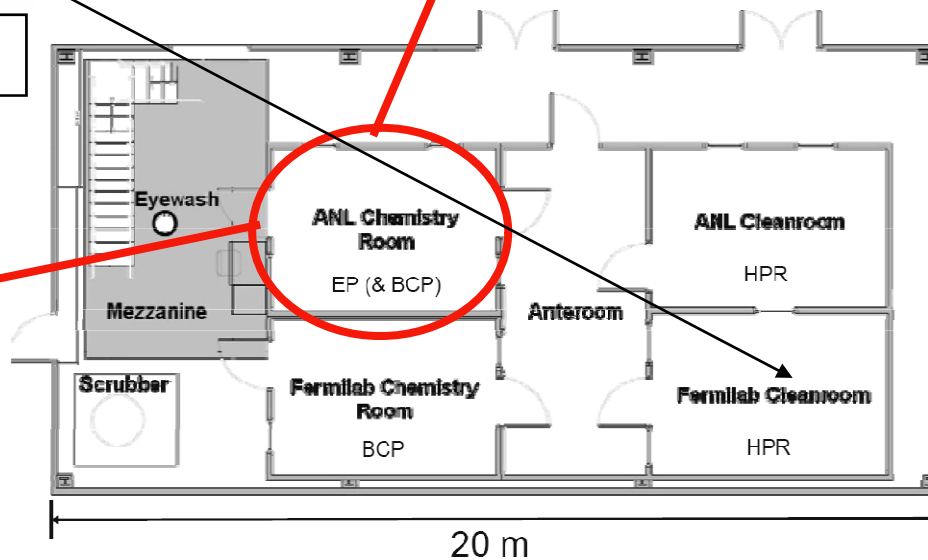 Eyewash
ANL Chemistry
Room
EP (& BCP)
ANL Cleanroom
HPR
Mezzanine
Anteroom
Scrubber
Fermilab Chemistry
Room
BCP
Fermilab Cleanroom
HPR
20 m